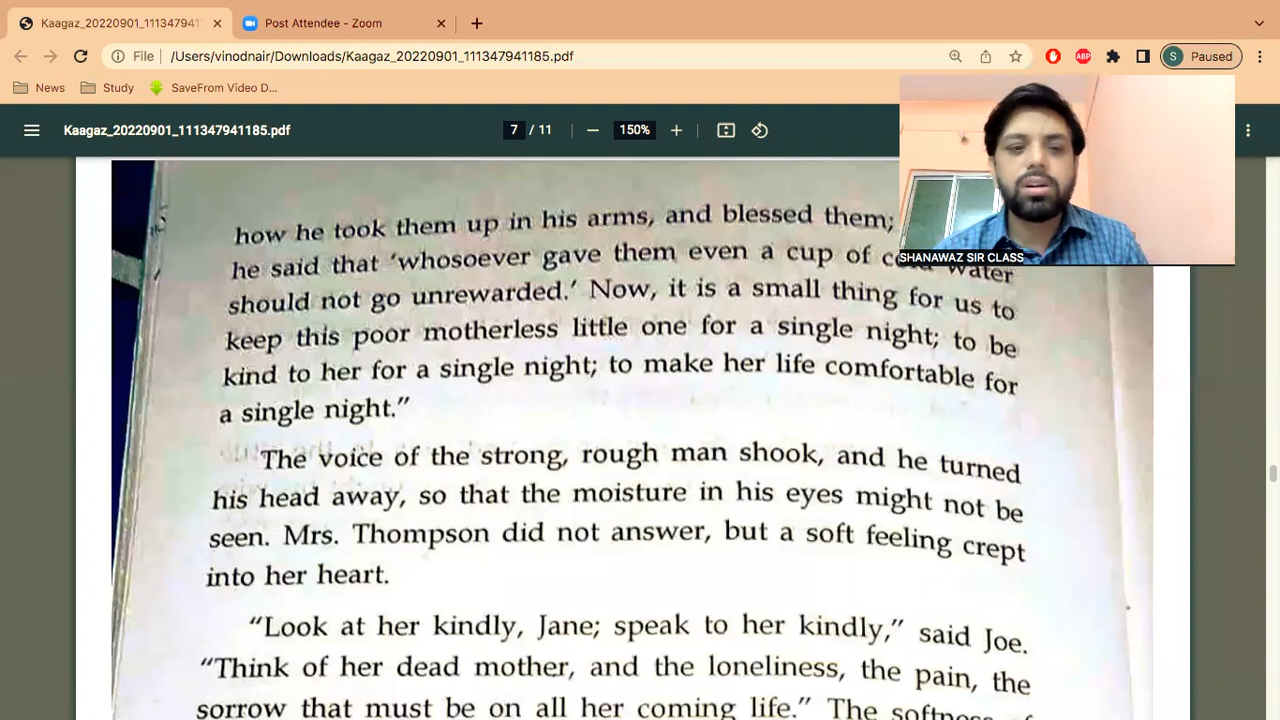 Kaagaz_20220901_111347941
Post Attendee - Zoom
File /Users/vinodnair/Downloads/Kaagaz_20220901_111347941185.pdf
ABP
S Paused
News Study SaveFrom Video D...
Kaagaz_20220901_111347941185.pdf
7 / 11 150%
SHANAWAZ SIR CLASS
how he took them up in his arms, and blessed them;
he said that 'whosoever gave them even a cup of cold water
should not go unrewarded.' Now, it is a small thing for us to
keep this poor motherless little one for a single night; to be
kind to her for a single night; to make her life comfortable for
a single night."
The voice of the strong, rough man shook, and he turned
his head away, so that the moisture in his eyes might not be
seen. Mrs. Thompson did not answer, but a soft feeling crept
into her heart.
"Look at her kindly, Jane; speak to her kindly," said Joe.
"Think of her dead mother, and the loneliness, the pain, the
sorrow that must be on all her coming life." The softness of